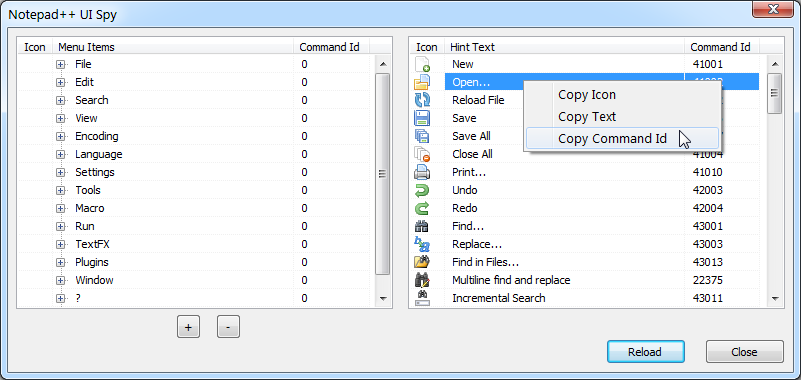 Notepad++ UI Spy
Icon Menu Items Command Id
File 0
Edit 0
Search 0
View 0
Encoding 0
Language 0
Settings 0
Tools 0
Macro 0
Run 0
TextFX 0
Plugins 0
Window 0
? 0
+ -
Icon Hint Text Command Id
New 41001
Open...
Reload File
Save
Save All
Close All 41004
Print... 41010
Undo 42003
Redo 42004
Find... 43001
Replace... 43003
Find in Files... 43013
Multiline find and replace 22375
Incremental Search 43011
Copy Icon
Copy Text
Copy Command Id
Reload Close